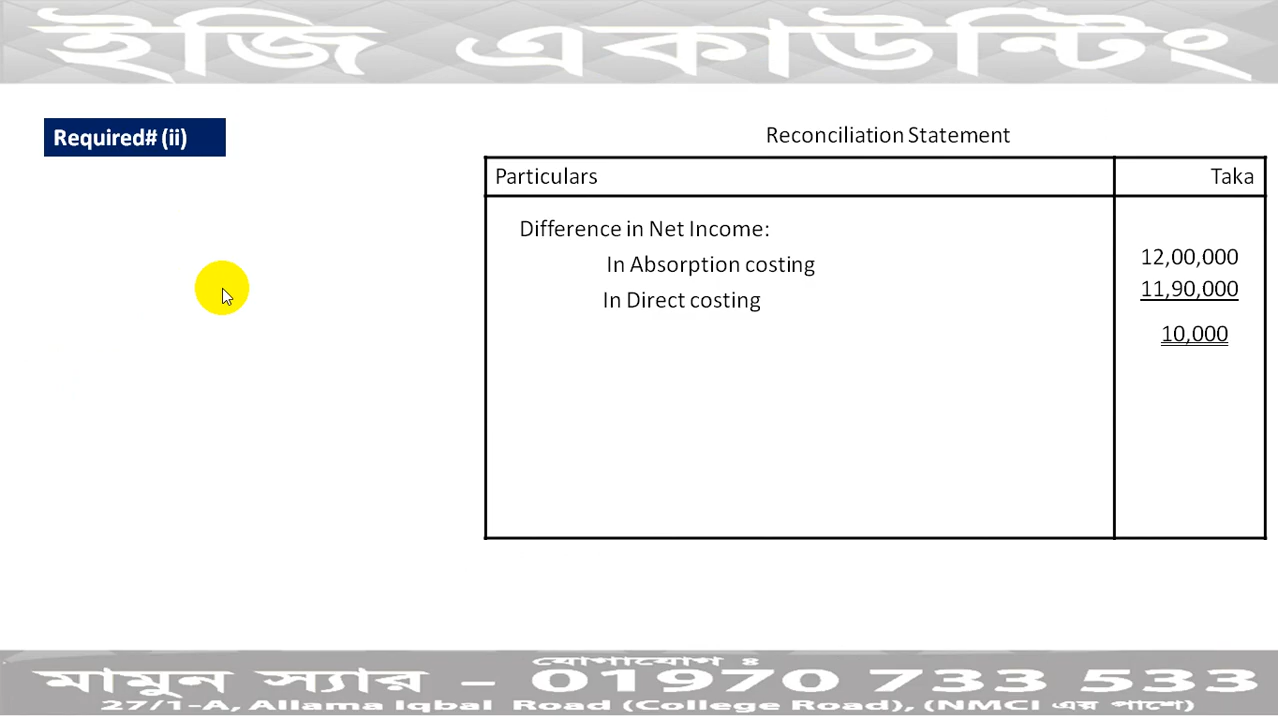 ইজি একাউন্টিং
Required# (ii)
Reconciliation Statement
Particulars Taka
Difference in Net Income:
In Absorption costing 12,00,000
In Direct costing 11,90,000
10,000
যোগাযোগ ঃ
মামুন স্যার – 01970 733 533
27/1-A, Allama Iqbal Road (College Road), (NMCI এর পাশে)